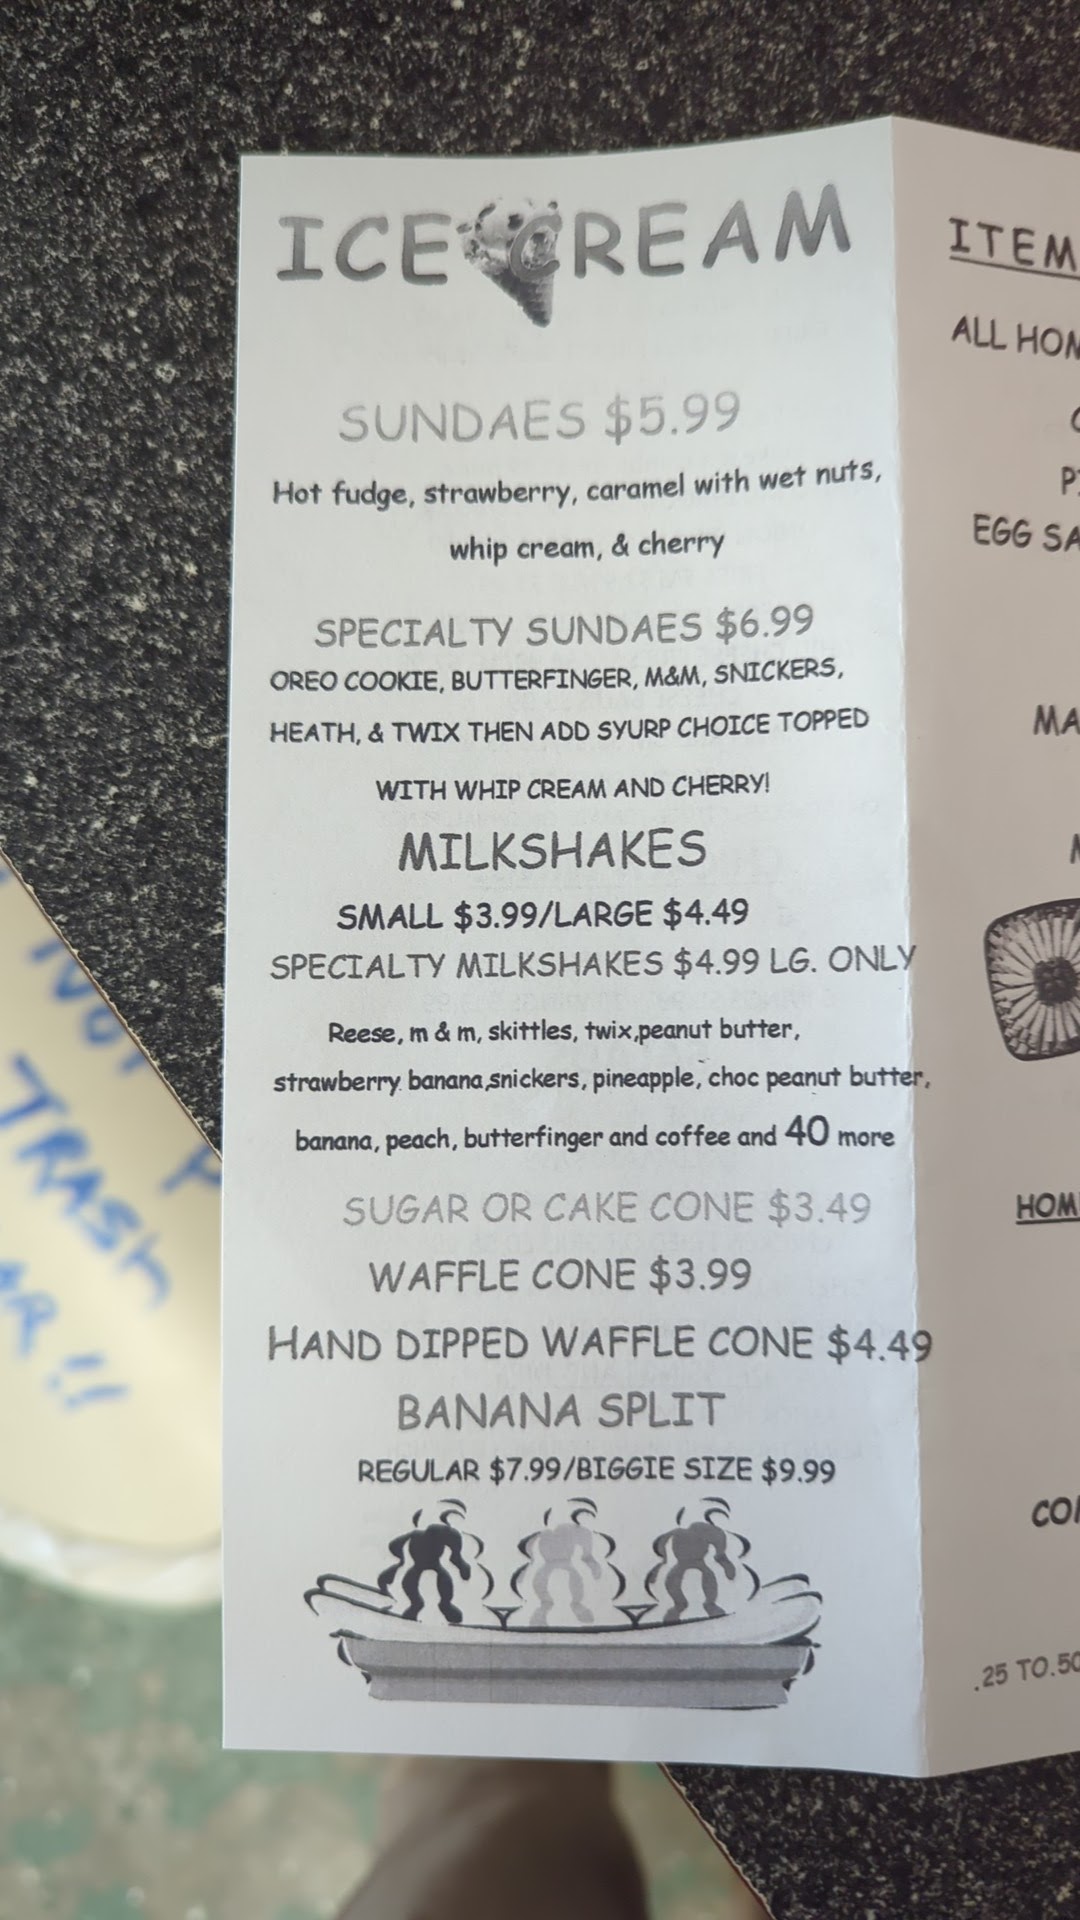 ICE CREAM
SUNDAES $5.99
Hot fudge, strawberry, caramel with wet nuts,
whip cream, & cherry
SPECIALTY SUNDAES $6.99
OREO COOKIE, BUTTERFINGER, M&M, SNICKERS,
HEATH, & TWIX THEN ADD SYURP CHOICE TOPPED
WITH WHIP CREAM AND CHERRY!
MILKSHAKES
SMALL $3.99/LARGE $4.49
SPECIALTY MILKSHAKES $4.99 LG. ONLY
Reese, m & m, skittles, twix,peanut butter,
strawberry banana,snickers, pineapple, choc peanut butter,
banana, peach, butterfinger and coffee and 40 more
SUGAR OR CAKE CONE $3.49
WAFFLE CONE $3.99
HAND DIPPED WAFFLE CONE $4.49
BANANA SPLIT
REGULAR $7.99/BIGGIE SIZE $9.99
ITEM
ALL
EGG
.25 TO.50
NOT
TRASH